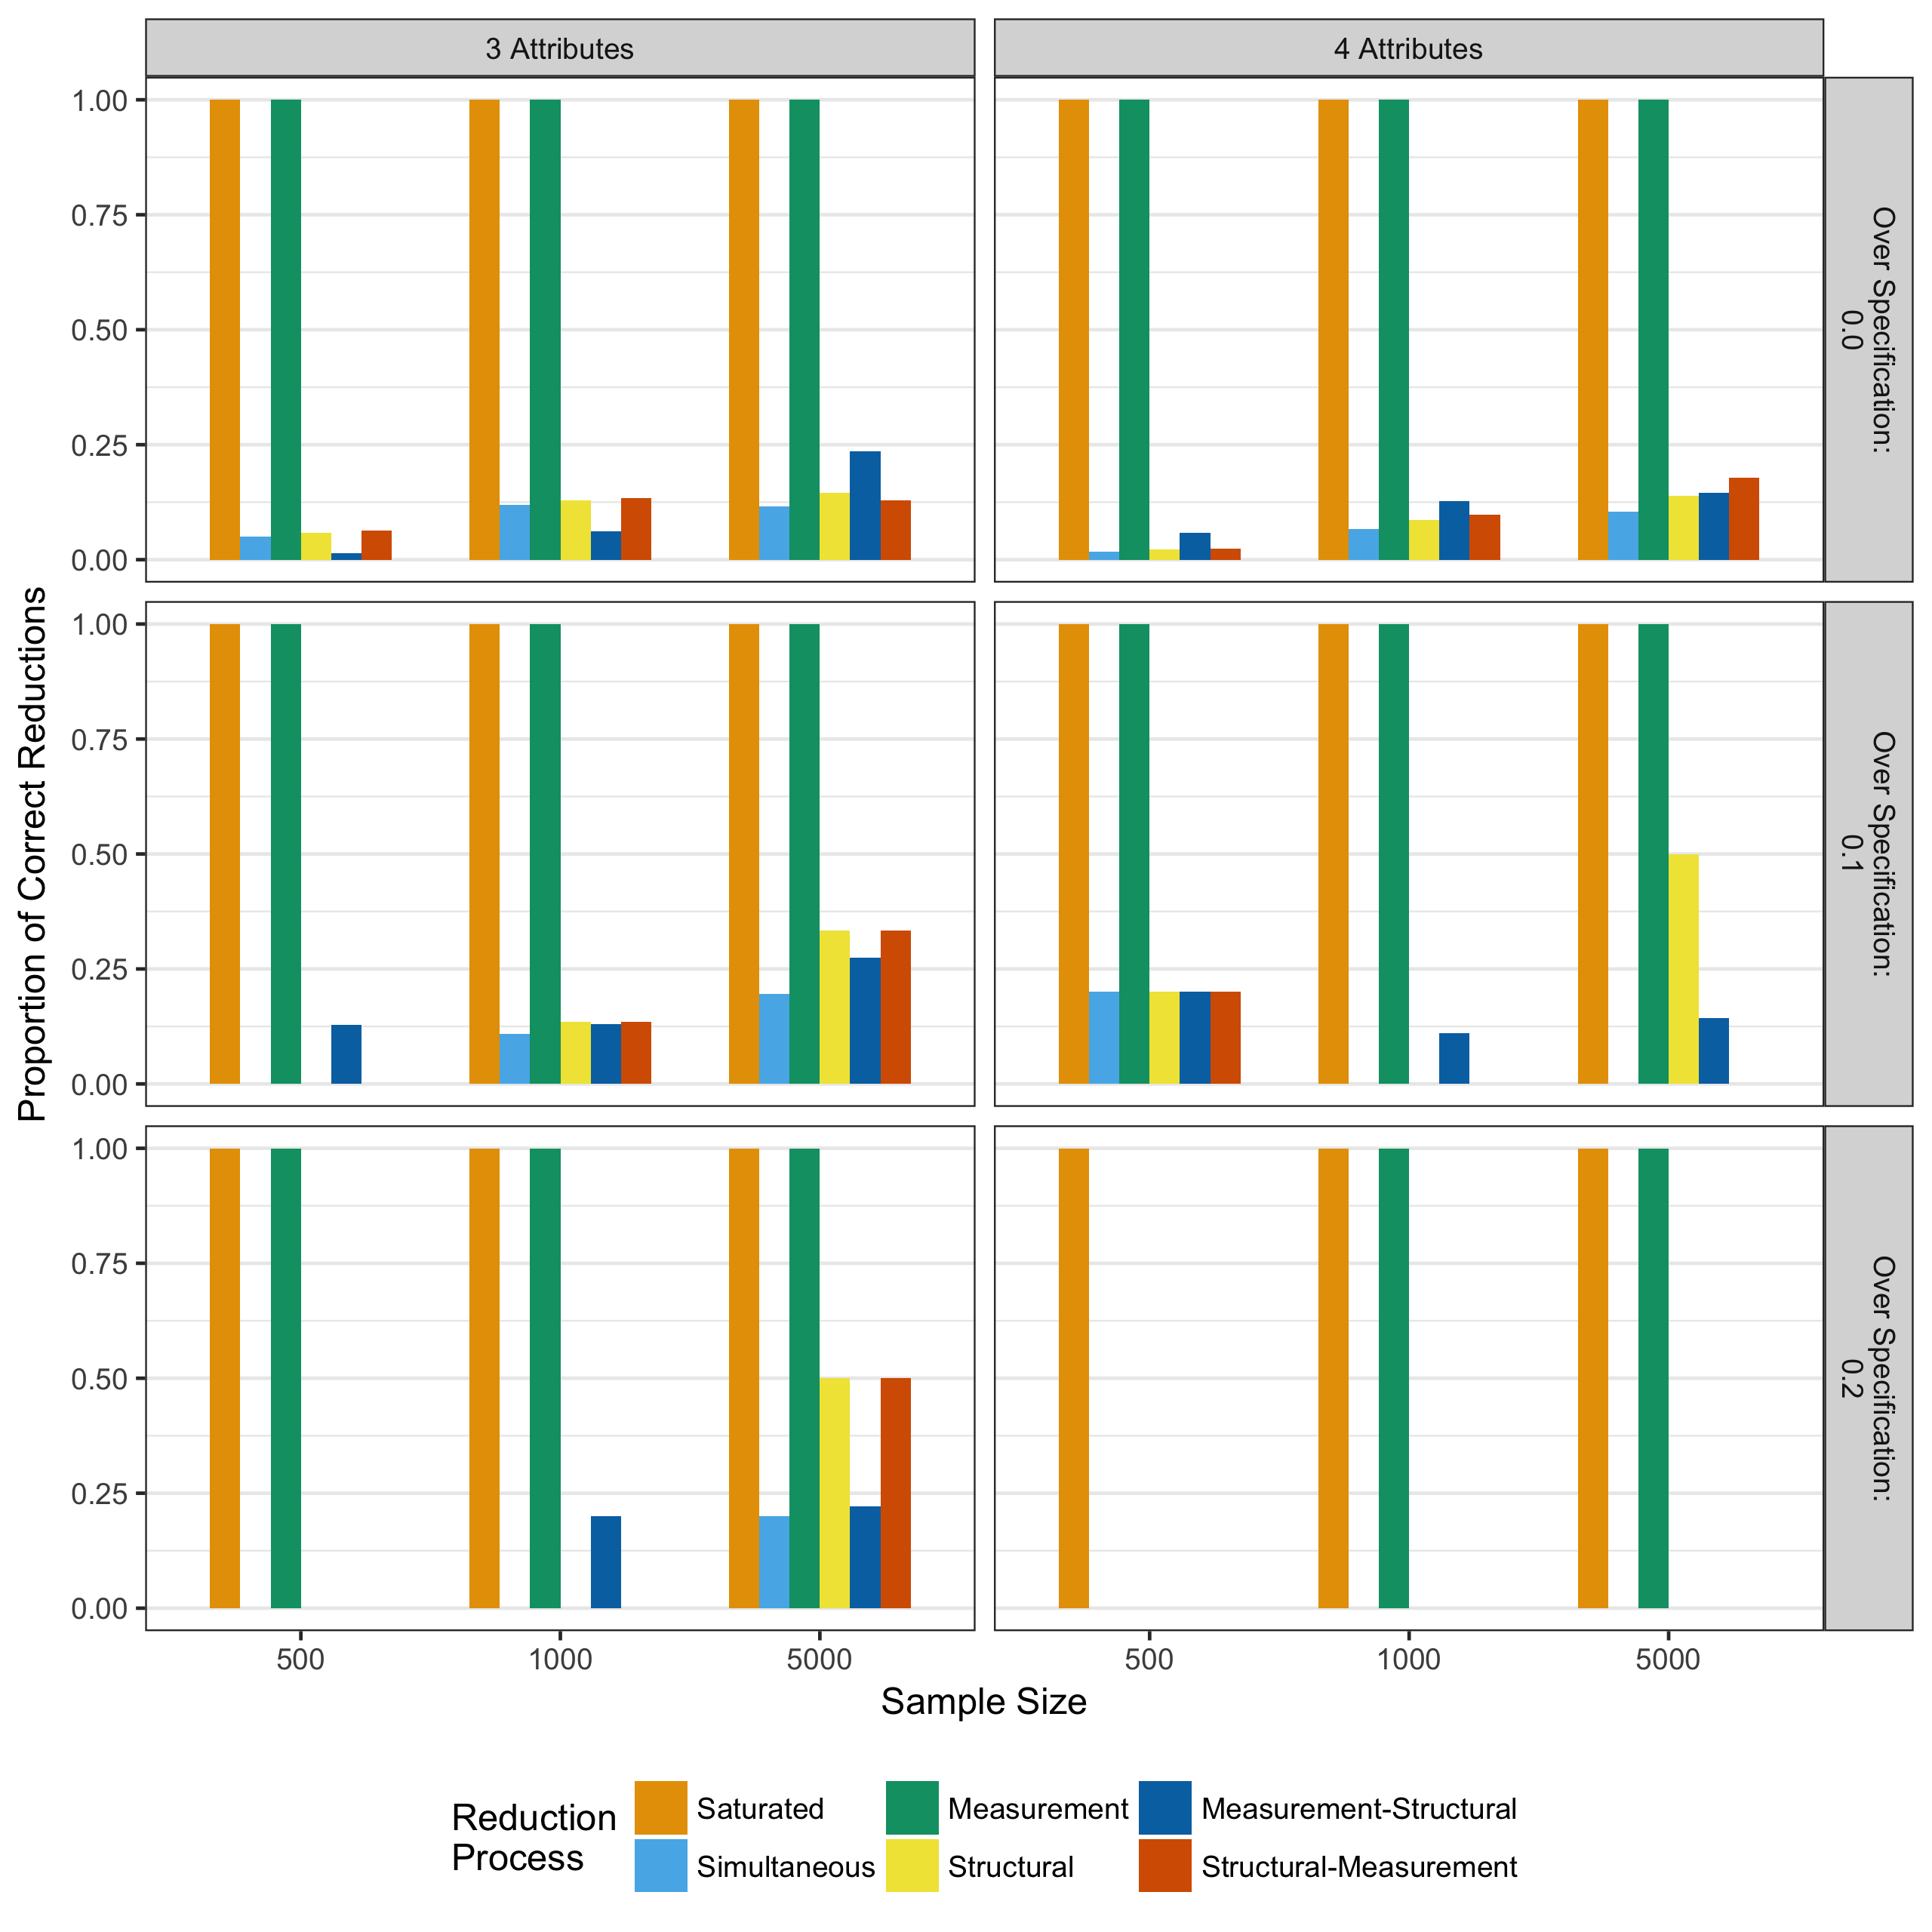 3 Attributes
4 Attributes
1.00
0.75
0.50
0.25
0.00
Over Specification:
0.0
1.00
0.75
0.50
0.25
0.00
Over Specification:
0.1
1.00
0.75
0.50
0.25
0.00
Over Specification:
0.2
Proportion of Correct Reductions
500
1000
5000
500
1000
5000
Sample Size
Reduction
Process
Saturated
Measurement
Measurement-Structural
Simultaneous
Structural
Structural-Measurement